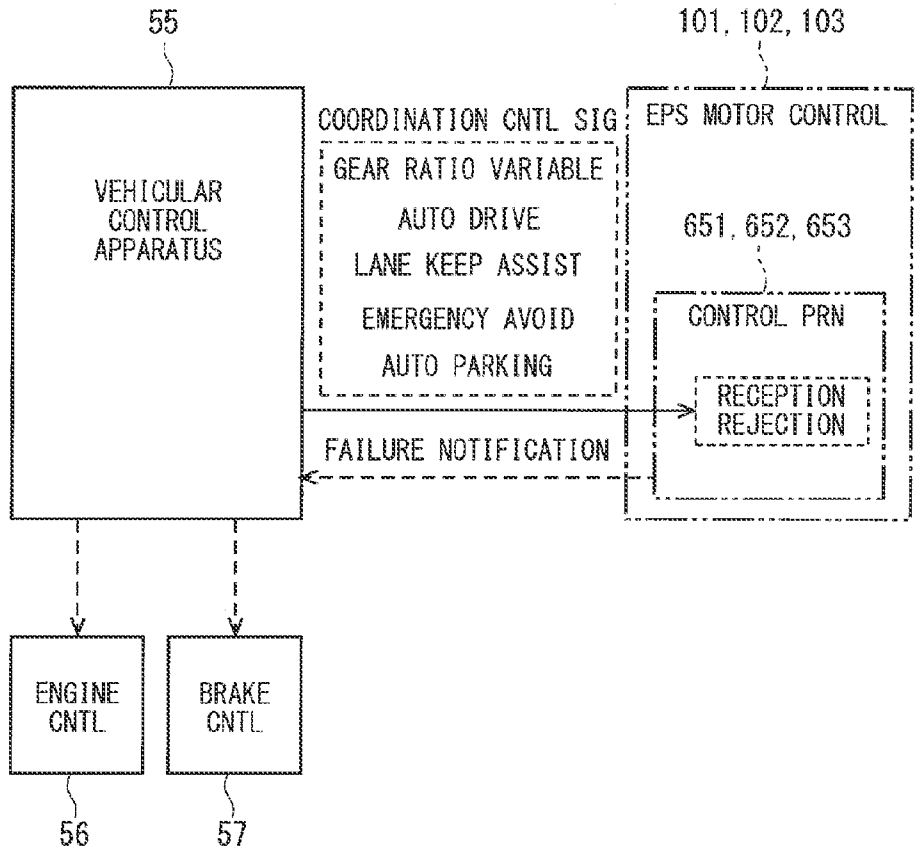 55
101, 102, 103
VEHICULAR
CONTROL
APPARATUS
COORDINATION CNTL SIG
GEAR RATIO VARIABLE
AUTO DRIVE
LANE KEEP ASSIST
EMERGENCY AVOID
AUTO PARKING
EPS MOTOR CONTROL
651, 652, 653
CONTROL PRN
RECEPTION
REJECTION
FAILURE NOTIFICATION
ENGINE
CNTL
BRAKE
CNTL
56
57